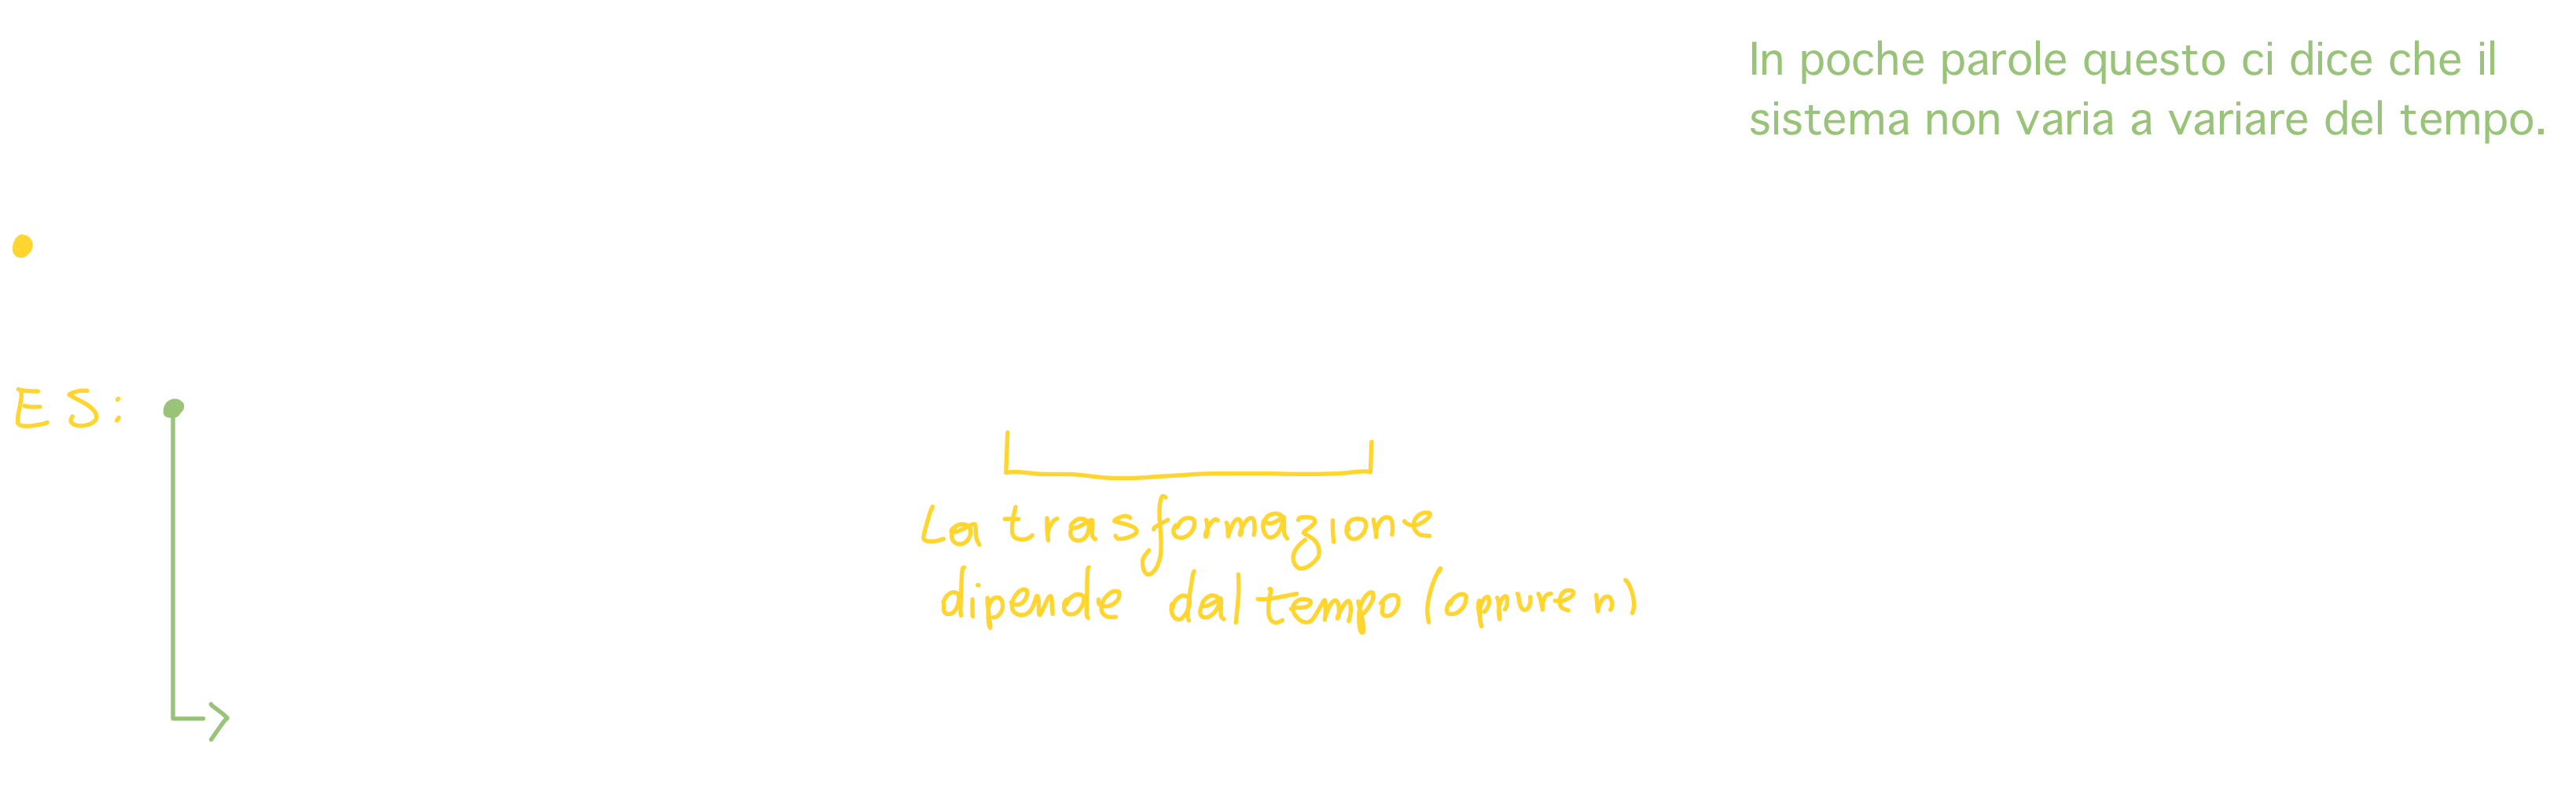 In poche parole questo ci dice che il
sistema non varia a variare del tempo.
ES:
La trasformazione
dipende dal tempo (oppure n)